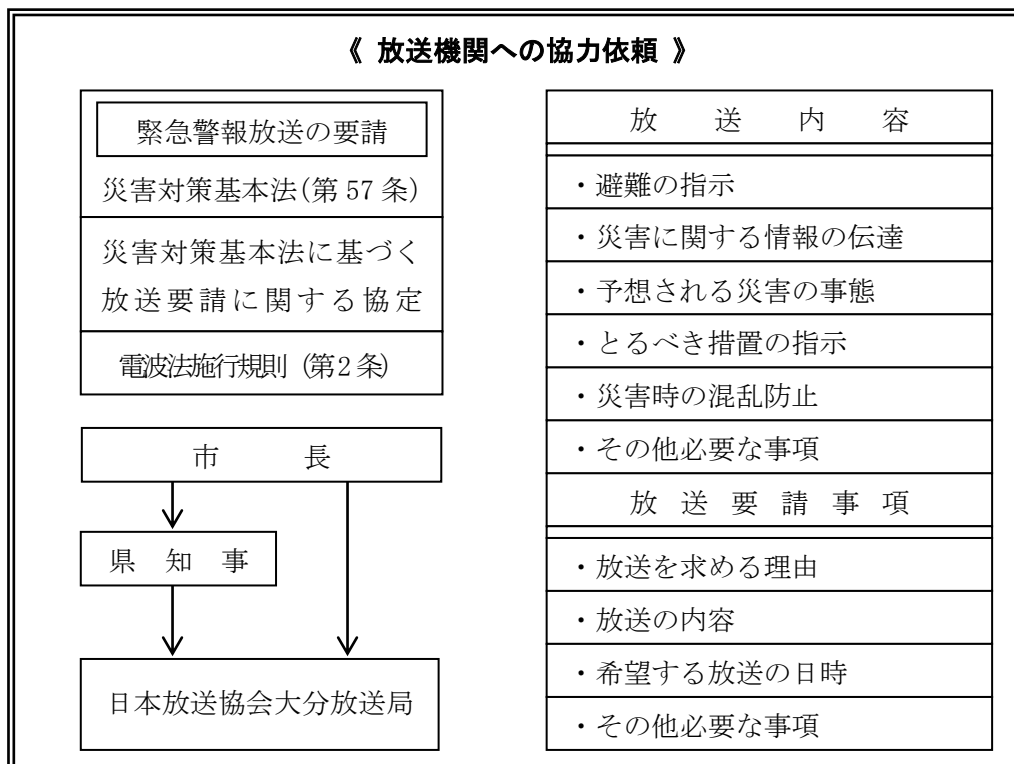 《 放送機関への協力依頼 》
緊急警報放送の要請
災害対策基本法(第 57 条)
災害対策基本法に基づく
放送要請に関する協定
電波法施行規則 (第2条)
市長
県知事
日本放送協会大分放送局
放送内容
・避難の指示
・災害に関する情報の伝達
・予想される災害の事態
・とるべき措置の指示
・災害時の混乱防止
・その他必要な事項
放送要請事項
・放送を求める理由
・放送の内容
・希望する放送の日時
・その他必要な事項